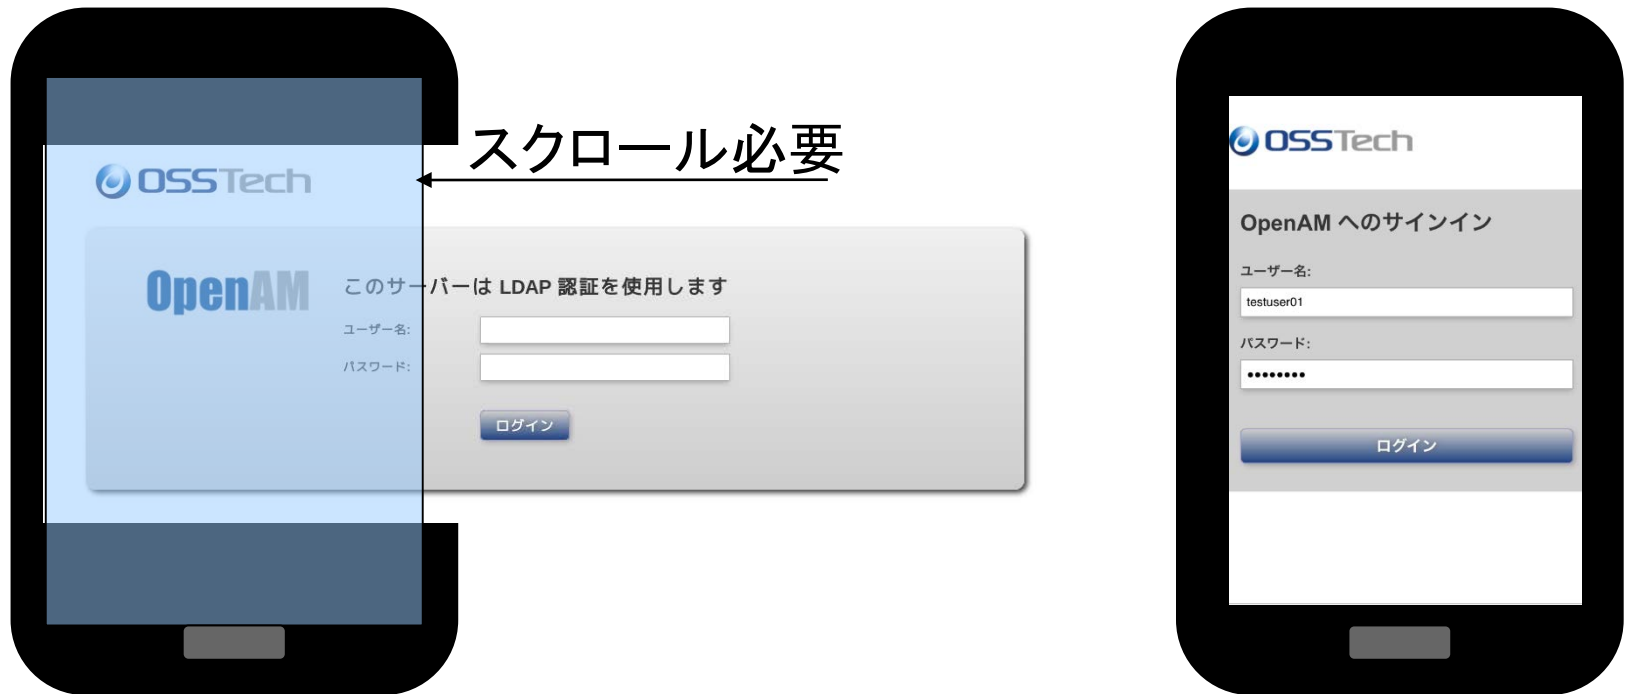 スクロール必要
OSSTech
OpenAM
このサーバーは LDAP 認証を使用します
ユーザー名:
パスワード:
ログイン
OSSTech
OpenAM へのサインイン
ユーザー名:
testuser01
パスワード:
••••••••
ログイン